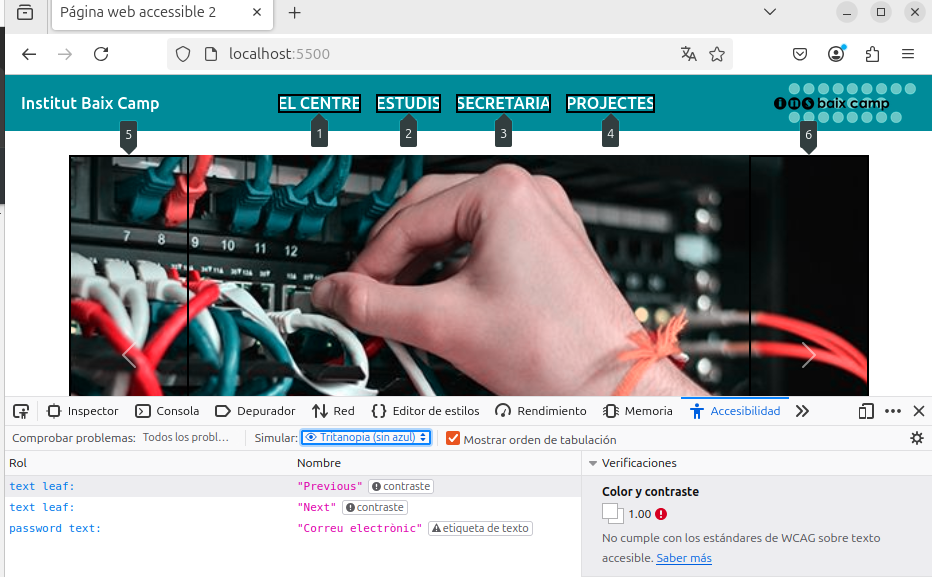 Página web accessible 2
localhost:5500
Institut Baix Camp
EL CENTRE ESTUDIS SECRETARIA PROJECTES
ins baix camp
5 1 2 3 4 6
7 8 9 10 11 12
Inspector Consola Depurador Red Editor de estilos Rendimiento Memoria Accesibilidad
Comprobar problemas: Todos los probl... Simular: Tritanopia (sin azul) Mostrar orden de tabulación
Rol Nombre Verificaciones
text leaf: "Previous" contraste
text leaf: "Next" contraste
password text: "Correu electrònic" etiqueta de texto
Color y contraste
1.00
No cumple con los estándares de WCAG sobre texto
accesible. Saber más